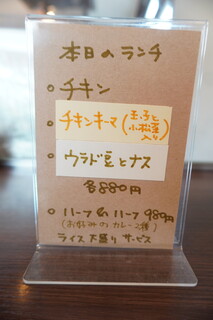 本日のランチ
○ チキン
○ チキンキーマ(玉子と小松菜入り)
○ ウラド豆とナス
各880円
○ ハーフ&ハーフ 980円
(お好みのカレー2種)
ライス大盛り サービス